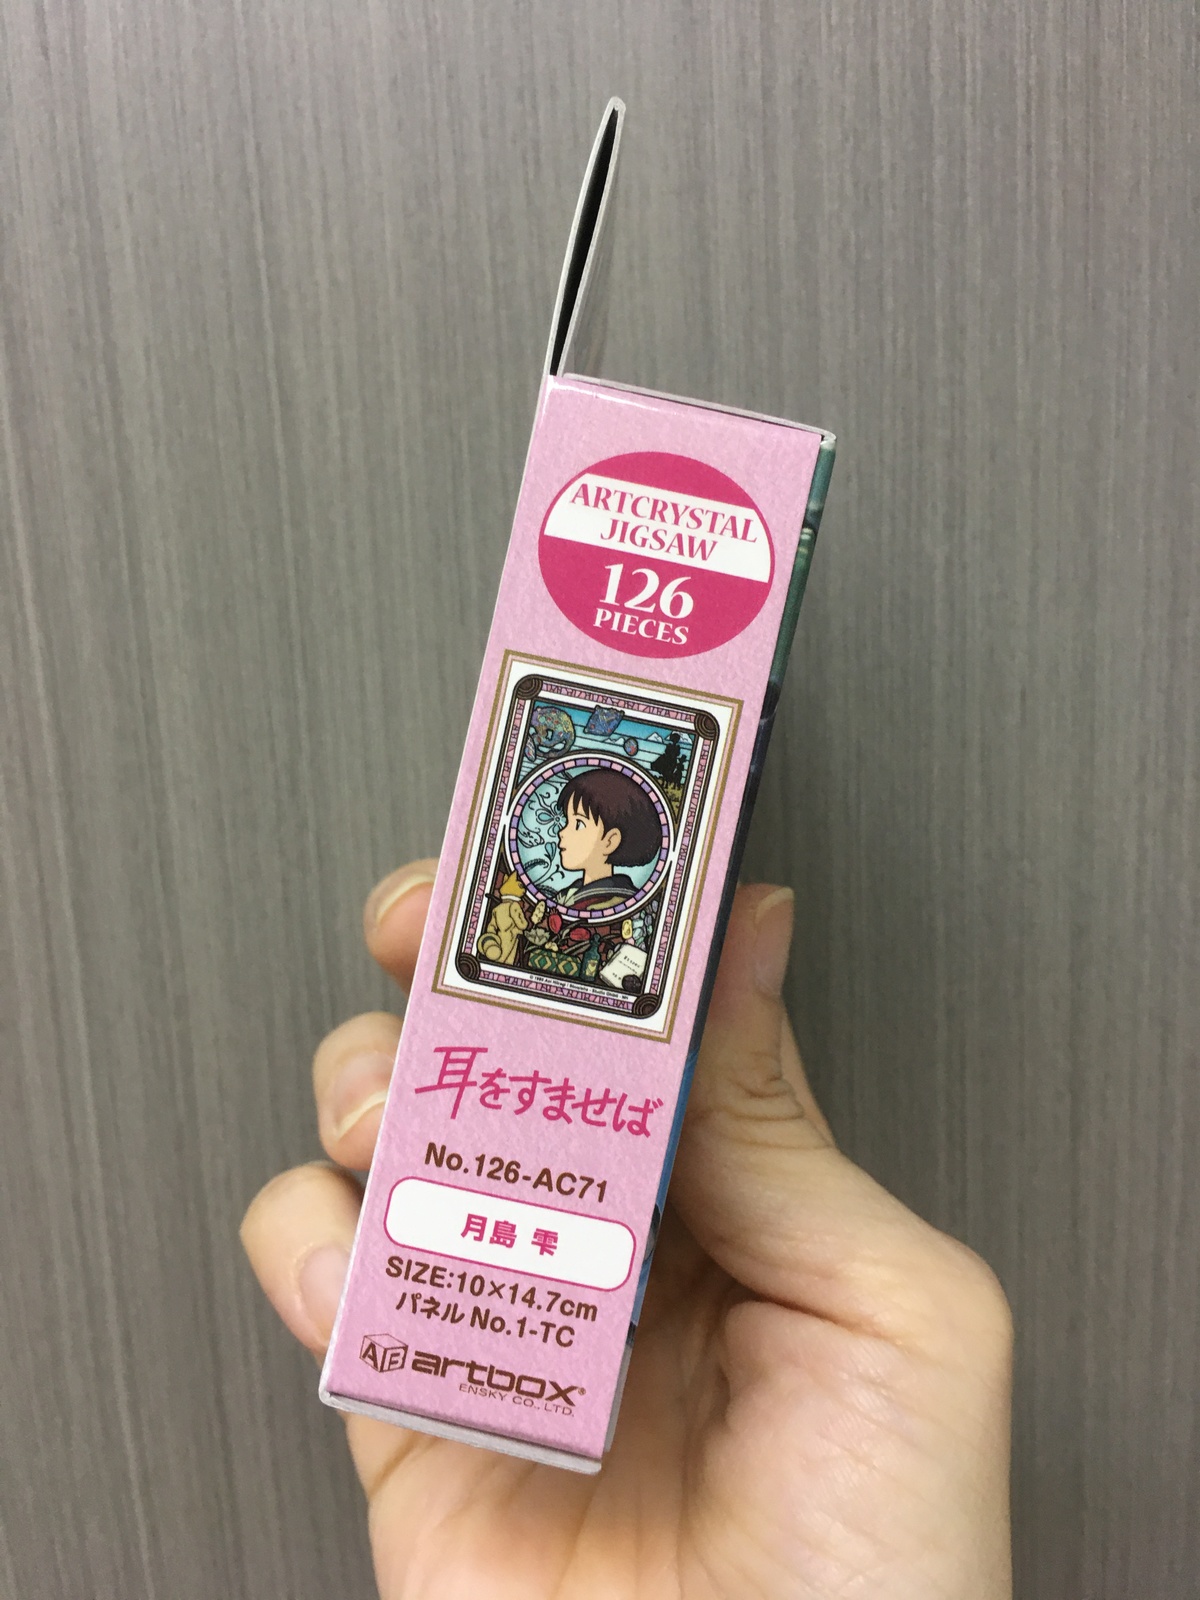 ARTCRYSTAL
JIGSAW
126
PIECES
耳をすませば
No.126-AC71
月島 雫
SIZE:10×14.7cm
パネル No.1-TC
AB artbox®
ENSKY CO., LTD.